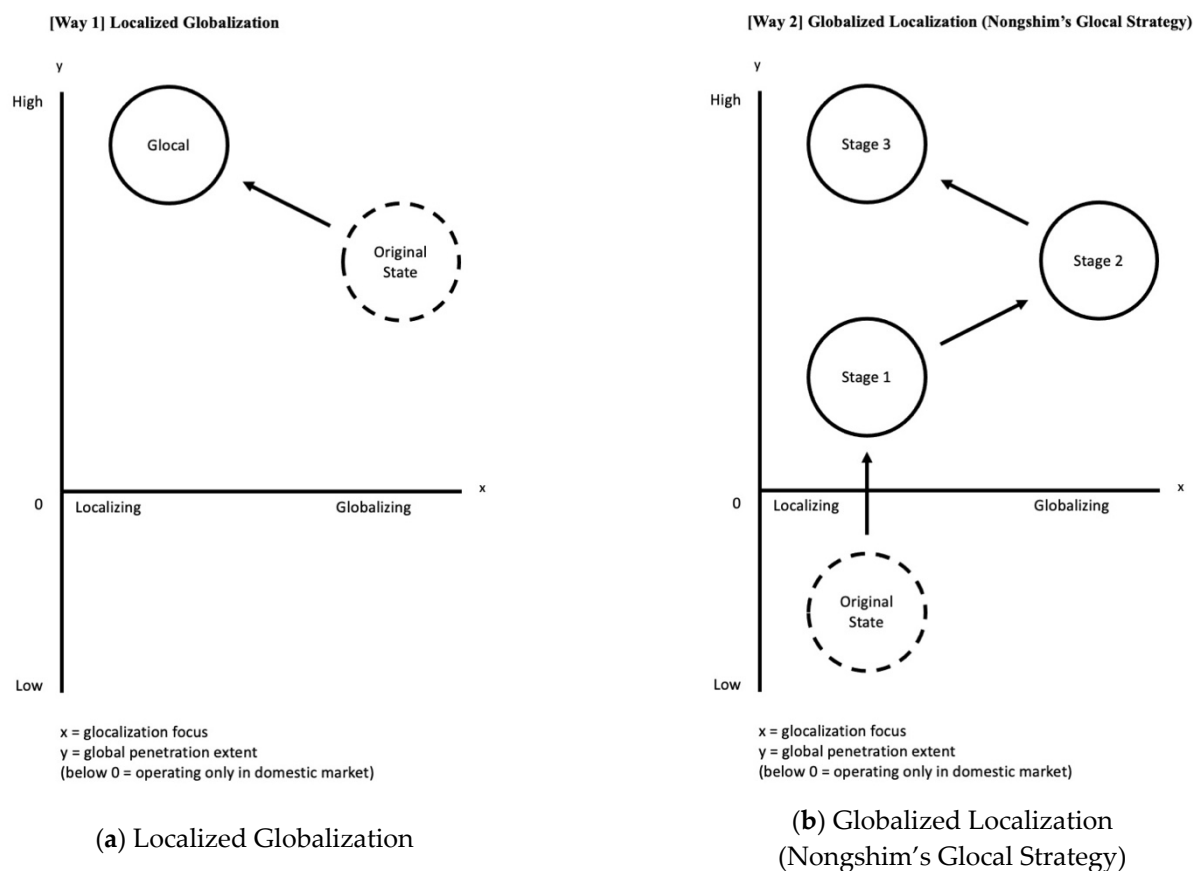 [Way 1] Localized Globalization
y
High
Glocal
Original
State
0
x
Localizing
Globalizing
Low
x = glocalization focus
y = global penetration extent
(below 0 = operating only in domestic market)
(a) Localized Globalization
[Way 2] Globalized Localization (Nongshim's Glocal Strategy)
y
High
Stage 3
Stage 2
Stage 1
0
x
Localizing
Globalizing
Original
State
Low
x = glocalization focus
y = global penetration extent
(below 0 = operating only in domestic market)
(b) Globalized Localization
(Nongshim's Glocal Strategy)